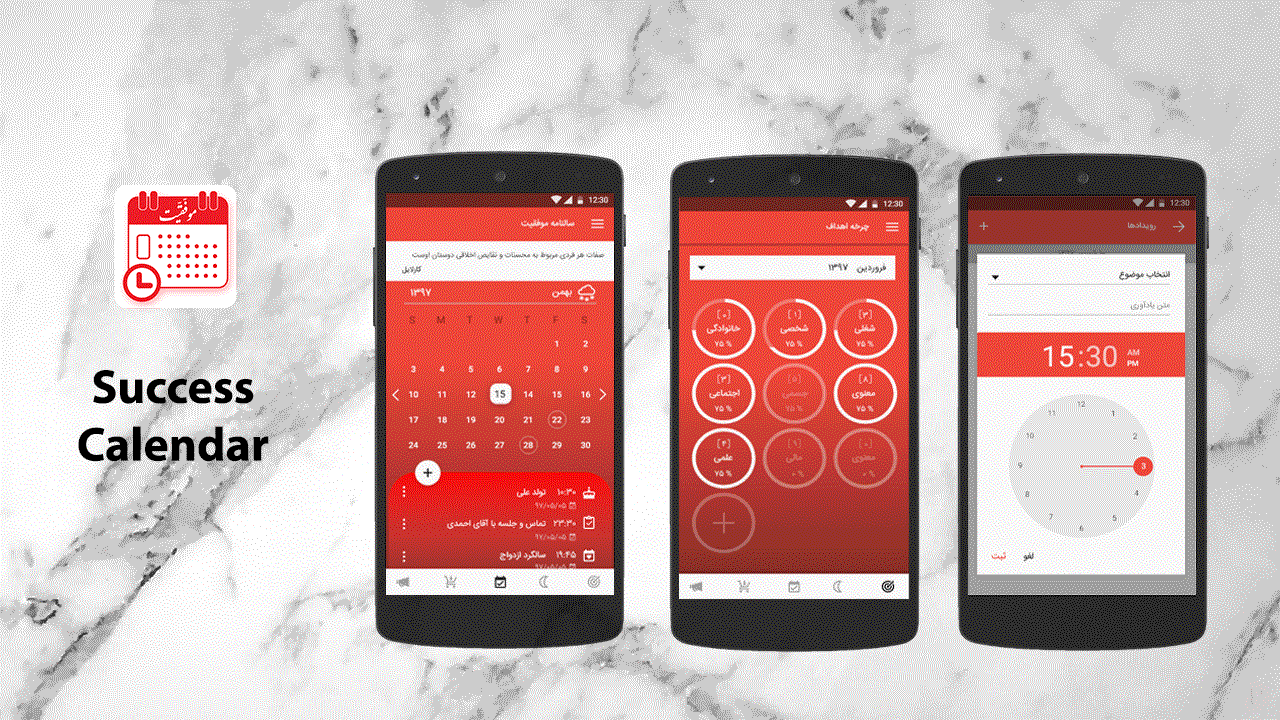 موفقیت
Success
Calendar
12:30
سالنامه موفقیت
صفات هر فردی مربوط به محسنات و نقایص اخلاقی دوستان اوست
کارلایل
بهمن ۱۳۹۷
S M T W T F S
1 2
3 4 5 6 7 8 9
10 11 12 15 14 15 16
17 18 19 20 21 22 23
24 25 26 27 28 29 30
+
۱۰:۳۰ تولد علی
۹۷/۰۵/۰۵
۲۳:۳۰ تماس و جلسه با آقای احمدی
۹۷/۰۵/۰۵
۱۹:۴۵ سالگرد ازدواج
۹۷/۰۵/۰۵
12:30
چرخه اهداف
فروردین ۱۳۹۷
[۳] شغلی ۷۵ %
[۱] شخصی ۷۵ %
[۰] خانوادگی ۷۵ %
[۸] معنوی ۷۵ %
[۵] جسمی ۷۵ %
[۳] اجتماعی ۷۵ %
[۰] معنوی ۰ %
مالی ۰ %
[۴] علمی ۷۵ %
+
12:30
رویدادها
+
انتخاب موضوع
متن یادآوری
15:30 AM
PM
12
11 1
10 2
9 3
8 4
7 5
6
لغو ثبت